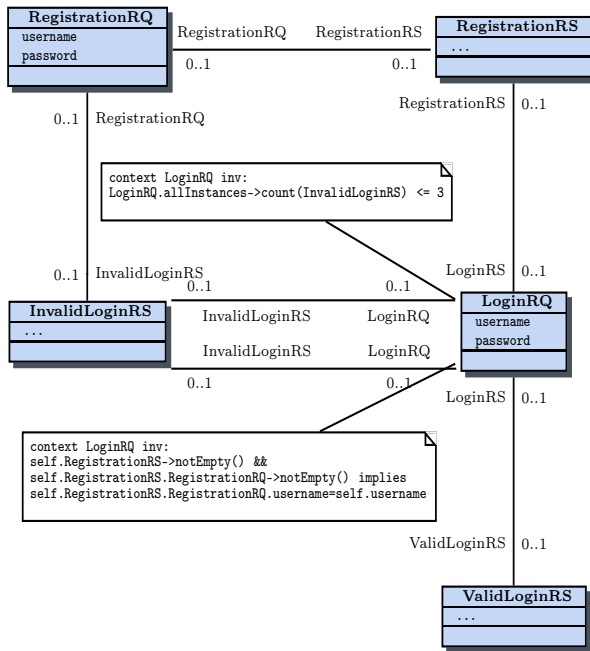 RegistrationRQ
username
password
RegistrationRQ RegistrationRS
0..1 0..1
RegistrationRS
...
0..1 RegistrationRQ
RegistrationRS 0..1
context LoginRQ inv:
LoginRQ.allInstances->count(InvalidLoginRS) <= 3
0..1 InvalidLoginRS
LoginRS 0..1
0..1 0..1
InvalidLoginRS LoginRQ
InvalidLoginRS
...
LoginRQ
username
password
InvalidLoginRS LoginRQ
0..1 0..1
LoginRS 0..1
context LoginRQ inv:
self.RegistrationRS->notEmpty() &&
self.RegistrationRS.RegistrationRQ->notEmpty() implies
self.RegistrationRS.RegistrationRQ.username=self.username
ValidLoginRS 0..1
ValidLoginRS
...